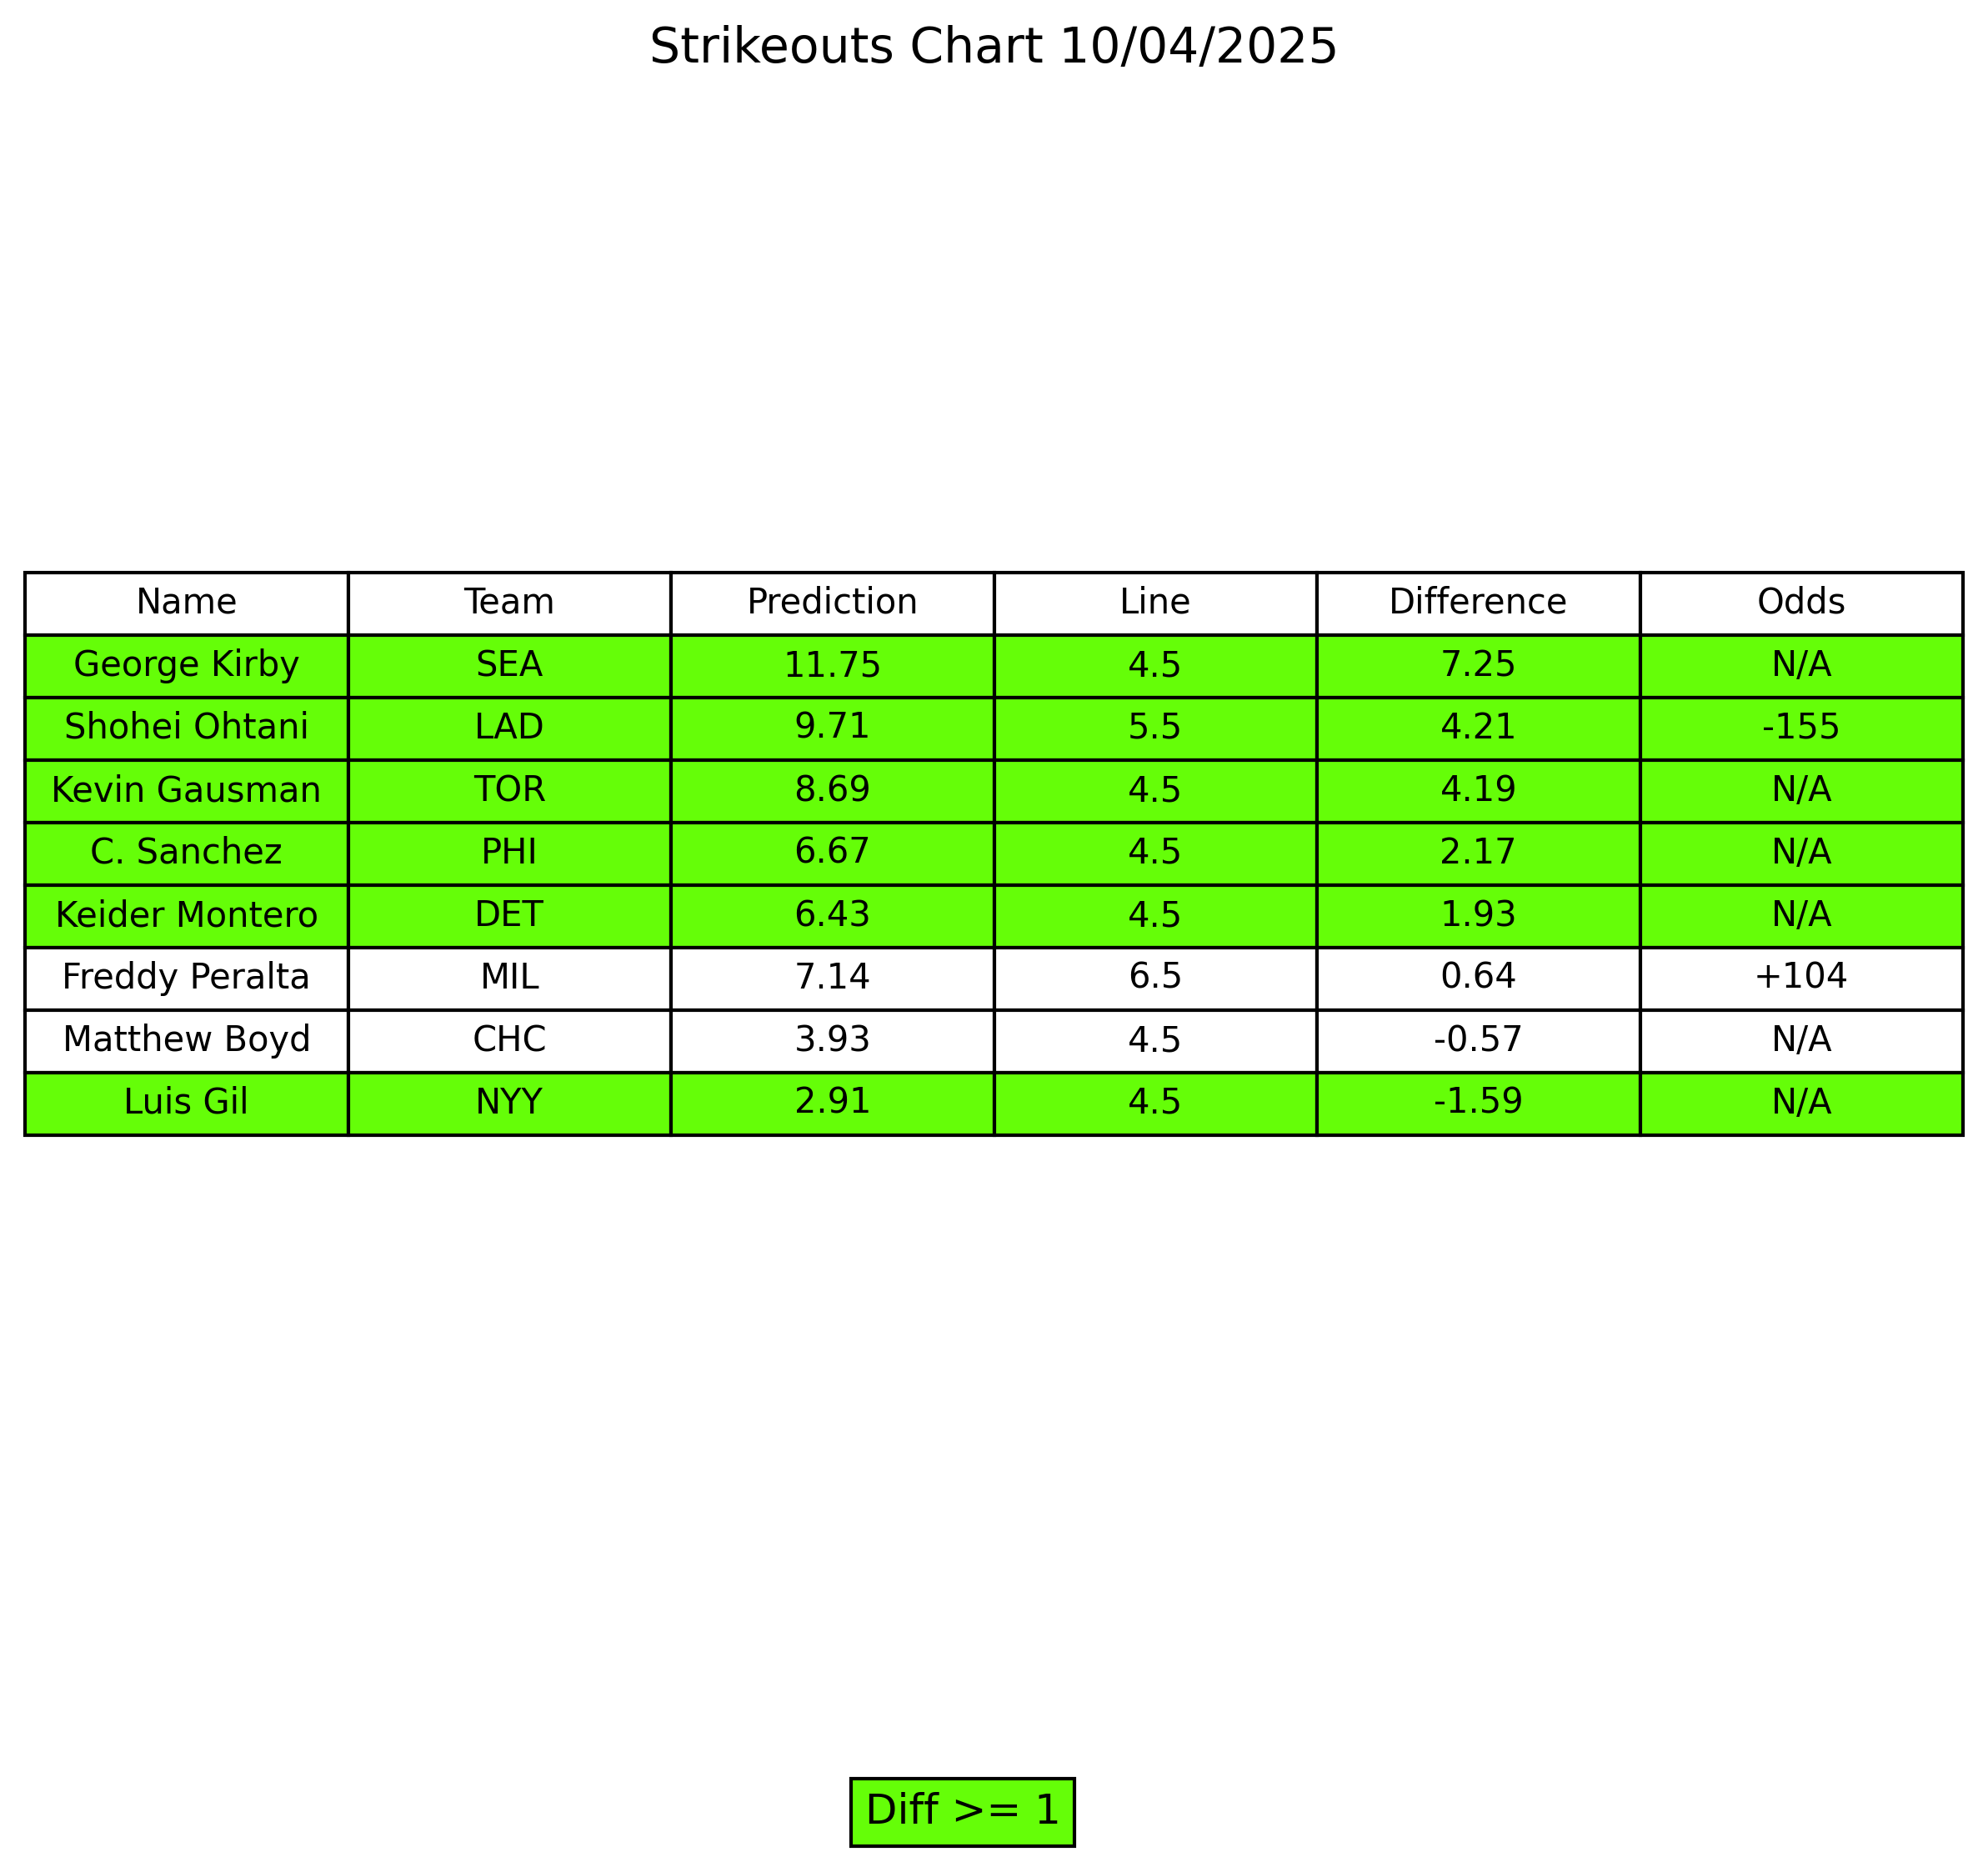 Strikeouts Chart 10/04/2025
Name Team Prediction Line Difference Odds
George Kirby SEA 11.75 4.5 7.25 N/A
Shohei Ohtani LAD 9.71 5.5 4.21 -155
Kevin Gausman TOR 8.69 4.5 4.19 N/A
C. Sanchez PHI 6.67 4.5 2.17 N/A
Keider Montero DET 6.43 4.5 1.93 N/A
Freddy Peralta MIL 7.14 6.5 0.64 +104
Matthew Boyd CHC 3.93 4.5 -0.57 N/A
Luis Gil NYY 2.91 4.5 -1.59 N/A
Diff >= 1